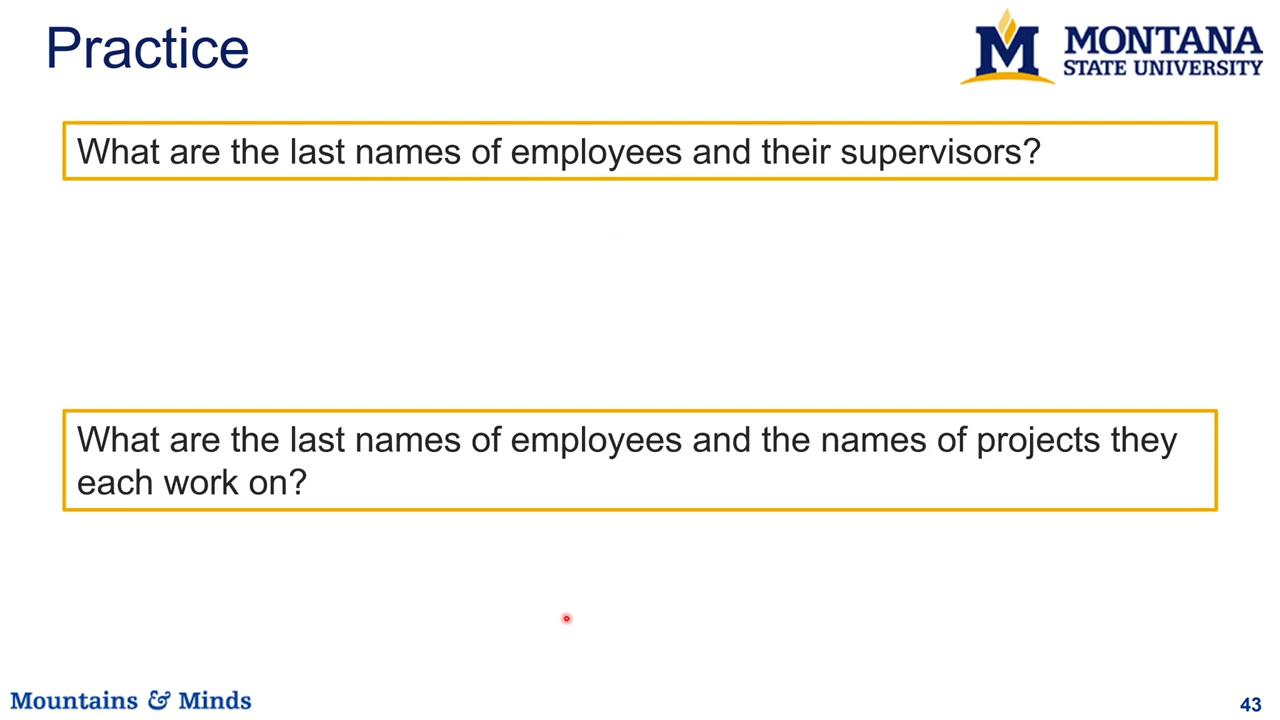 Practice
MONTANA
STATE UNIVERSITY
What are the last names of employees and their supervisors?
What are the last names of employees and the names of projects they
each work on?
Mountains & Minds
43